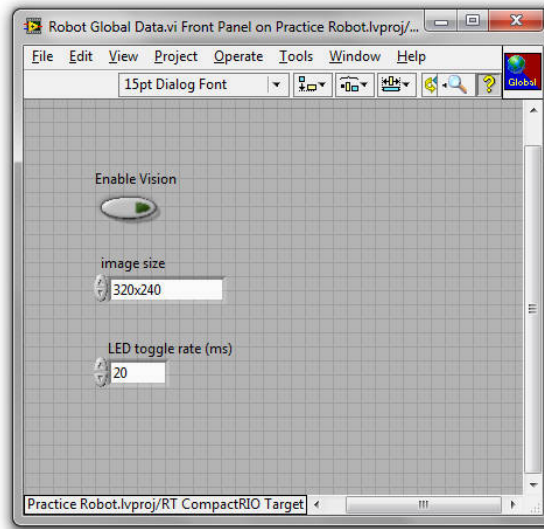 Robot Global Data.vi Front Panel on Practice Robot.lvproj/...
File Edit View Project Operate Tools Window Help
15pt Dialog Font
Global
Enable Vision
image size
320x240
LED toggle rate (ms)
20
Practice Robot.lvproj/RT CompactRIO Target